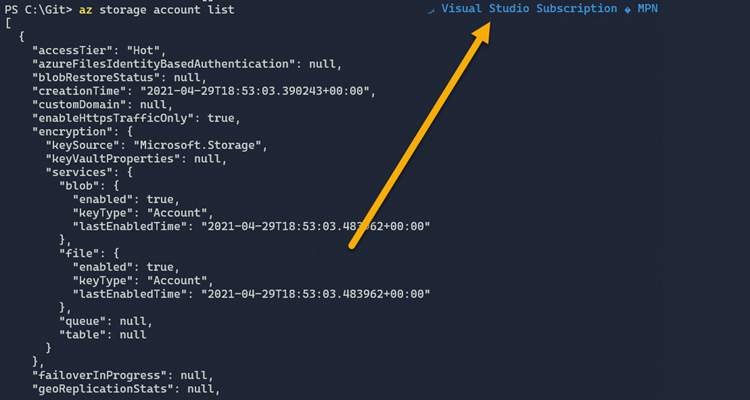 PS C:\Git> az storage account list Visual Studio Subscription � MPN
[
  {
    "accessTier": "Hot",
    "azureFilesIdentityBasedAuthentication": null,
    "blobRestoreStatus": null,
    "creationTime": "2021-04-29T18:53:03.390243+00:00",
    "customDomain": null,
    "enableHttpsTrafficOnly": true,
    "encryption": {
      "keySource": "Microsoft.Storage",
      "keyVaultProperties": null,
      "services": {
        "blob": {
          "enabled": true,
          "keyType": "Account",
          "lastEnabledTime": "2021-04-29T18:53:03.483962+00:00"
        },
        "file": {
          "enabled": true,
          "keyType": "Account",
          "lastEnabledTime": "2021-04-29T18:53:03.483962+00:00"
        },
        "queue": null,
        "table": null
      }
    },
    "failoverInProgress": null,
    "geoReplicationStats": null,